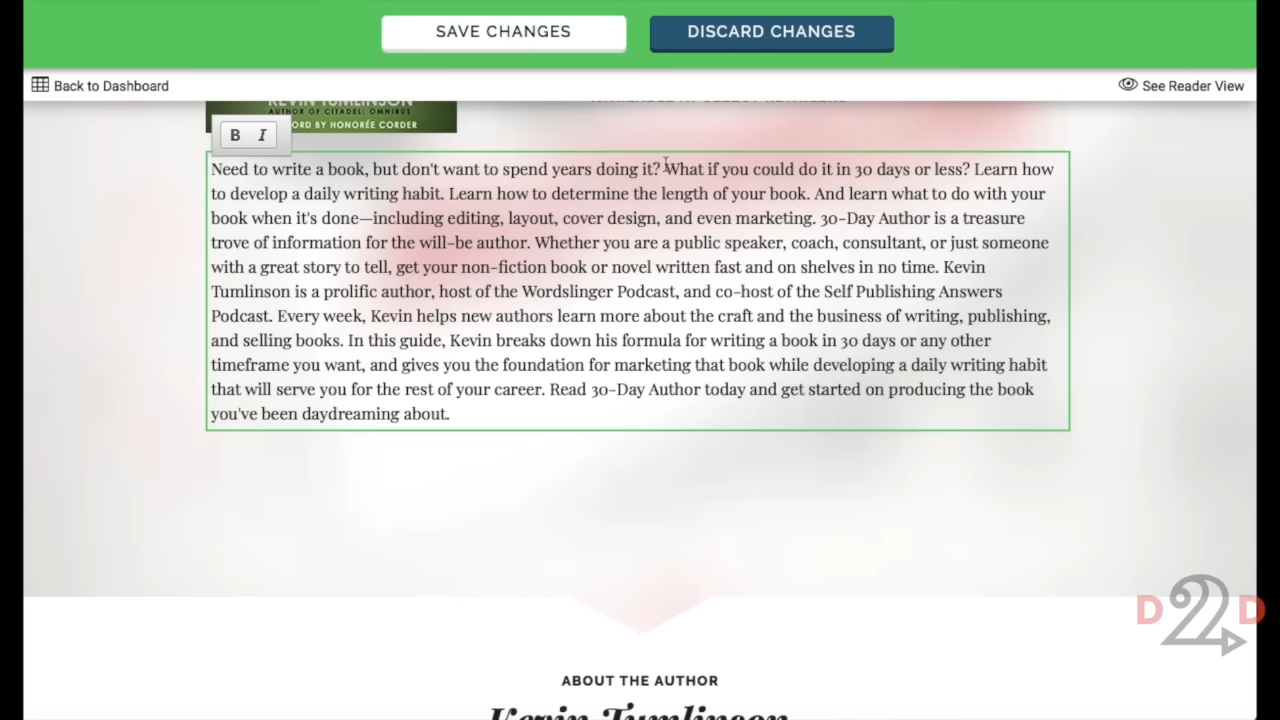 SAVE CHANGES
DISCARD CHANGES
Back to Dashboard
See Reader View
KEVIN TUMLINSON
AUTHOR OF CITADEL: OMNIBUS
ORD BY HONORÉE CORDER
AVAILABLE AT SELECT RETAILERS
B I
Need to write a book, but don't want to spend years doing it? What if you could do it in 30 days or less? Learn how
to develop a daily writing habit. Learn how to determine the length of your book. And learn what to do with your
book when it's done—including editing, layout, cover design, and even marketing. 30-Day Author is a treasure
trove of information for the will-be author. Whether you are a public speaker, coach, consultant, or just someone
with a great story to tell, get your non-fiction book or novel written fast and on shelves in no time. Kevin
Tumlinson is a prolific author, host of the Wordslinger Podcast, and co-host of the Self Publishing Answers
Podcast. Every week, Kevin helps new authors learn more about the craft and the business of writing, publishing,
and selling books. In this guide, Kevin breaks down his formula for writing a book in 30 days or any other
timeframe you want, and gives you the foundation for marketing that book while developing a daily writing habit
that will serve you for the rest of your career. Read 30-Day Author today and get started on producing the book
you've been daydreaming about.
D2D
ABOUT THE AUTHOR
Kevin Tumlinson